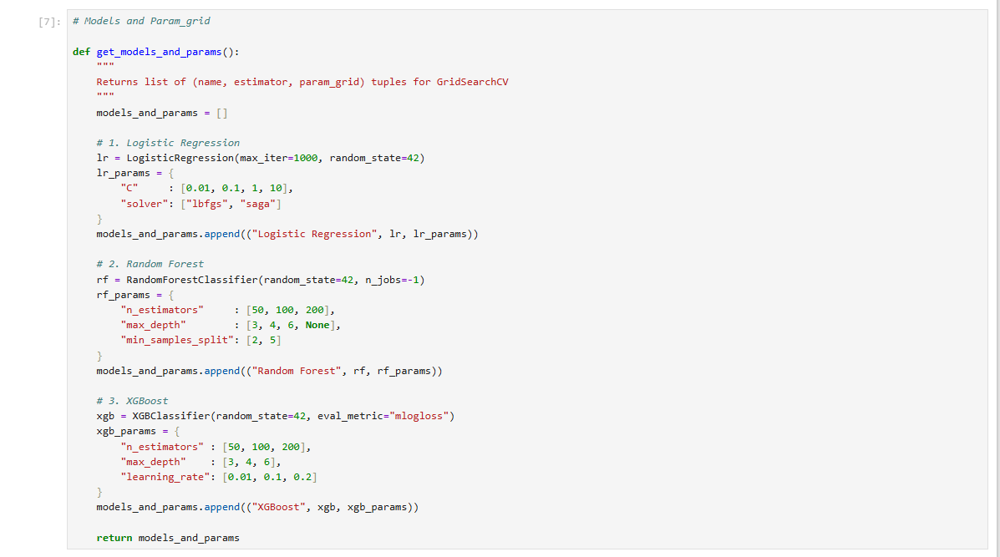 [7]:
# Models and Param_grid
def get_models_and_params():
"""
Returns list of (name, estimator, param_grid) tuples for GridSearchCV
"""
models_and_params = []
# 1. Logistic Regression
lr = LogisticRegression(max_iter=1000, random_state=42)
lr_params = {
"C"     : [0.01, 0.1, 1, 10],
"solver": ["lbfgs", "saga"]
}
models_and_params.append(("Logistic Regression", lr, lr_params))
# 2. Random Forest
rf = RandomForestClassifier(random_state=42, n_jobs=-1)
rf_params = {
"n_estimators"     : [50, 100, 200],
"max_depth"        : [3, 4, 6, None],
"min_samples_split": [2, 5]
}
models_and_params.append(("Random Forest", rf, rf_params))
# 3. XGBoost
xgb = XGBClassifier(random_state=42, eval_metric="mlogloss")
xgb_params = {
"n_estimators" : [50, 100, 200],
"max_depth"    : [3, 4, 6],
"learning_rate": [0.01, 0.1, 0.2]
}
models_and_params.append(("XGBoost", xgb, xgb_params))
return models_and_params